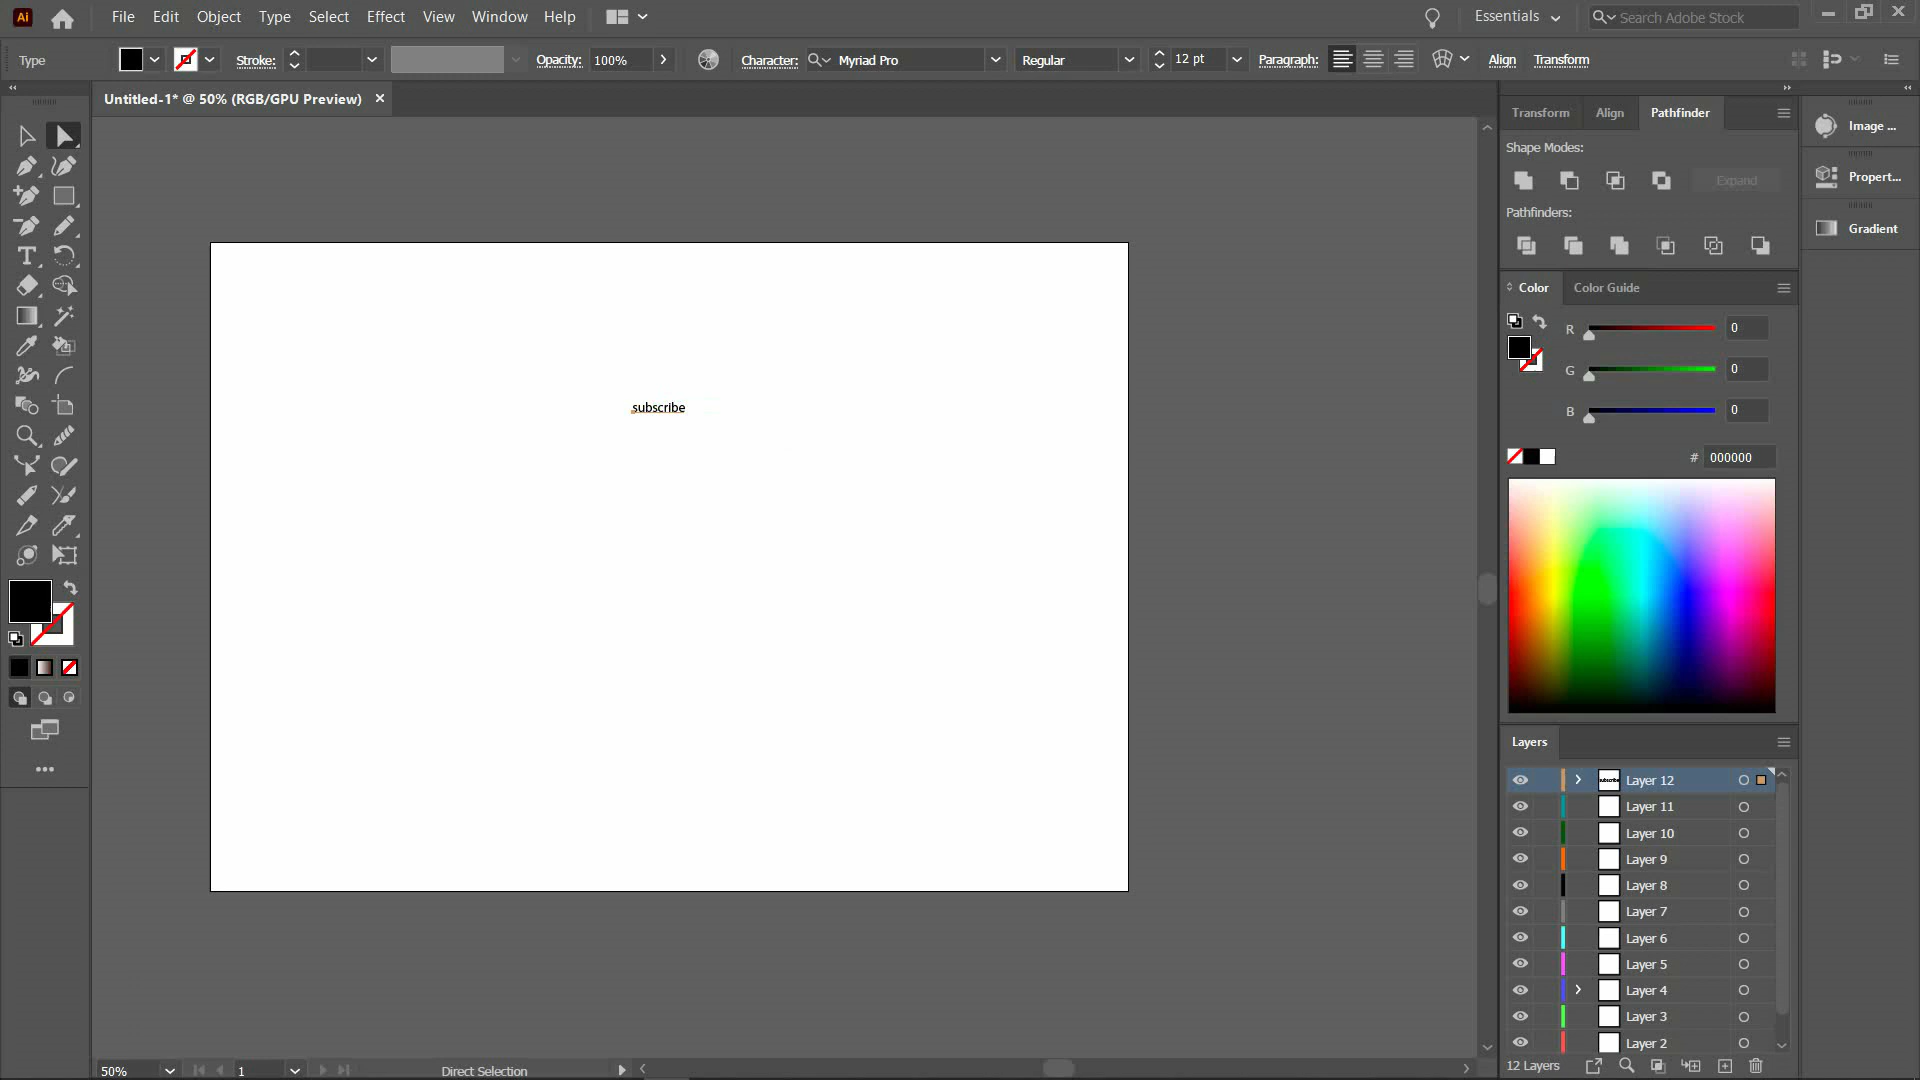 Ai File Edit Object Type Select Effect View Window Help Essentials Search Adobe Stock
Type Stroke: Opacity: 100% Character: Myriad Pro Regular 12 pt Paragraph: Align Transform
Untitled-1* @ 50% (RGB/GPU Preview)
Transform Align Pathfinder
Image ...
Shape Modes:
Expand
Propert...
Pathfinders:
Gradient
Color Color Guide
R 0
G 0
B 0
# 000000
subscribe
Layers
Layer 12
Layer 11
Layer 10
Layer 9
Layer 8
Layer 7
Layer 6
Layer 5
Layer 4
Layer 3
Layer 2
12 Layers
50% 1 Direct Selection